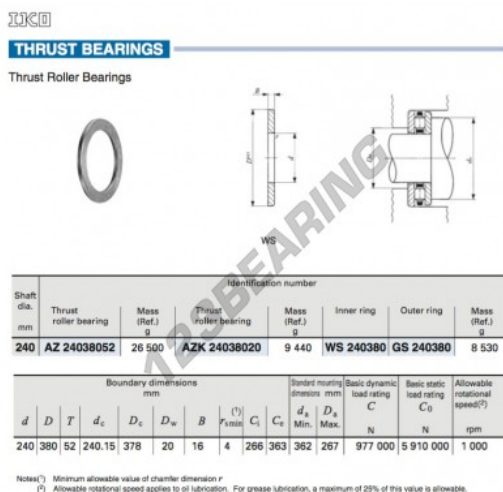 IKO
THRUST BEARINGS
Thrust Roller Bearings
B
r
d
WS
123BEARING
Identification number
Shaft dia. mm Thrust roller bearing Mass (Ref.) g Thrust roller bearing Mass (Ref.) g Inner ring Outer ring Mass (Ref.) g
240 AZ 24038052 26 500 AZK 24038020 9 440 WS 240380 GS 240380 8 530
Boundary dimensions mm Standard mounting dimensions mm Basic dynamic load rating C N Basic static load rating C0 N Allowable rotational speed(2) rpm
d D T dc Dc Dw B rs min(1) Ci Ce da Min. Da Max.
240 380 52 240.15 378 20 16 4 266 363 362 267 977 000 5 910 000 1 000
Notes(1) Minimum allowable value of chamfer dimension r
(2) Allowable rotational speed applies to oil lubrication. For grease lubrication, a maximum of 25% of this value is allowable.